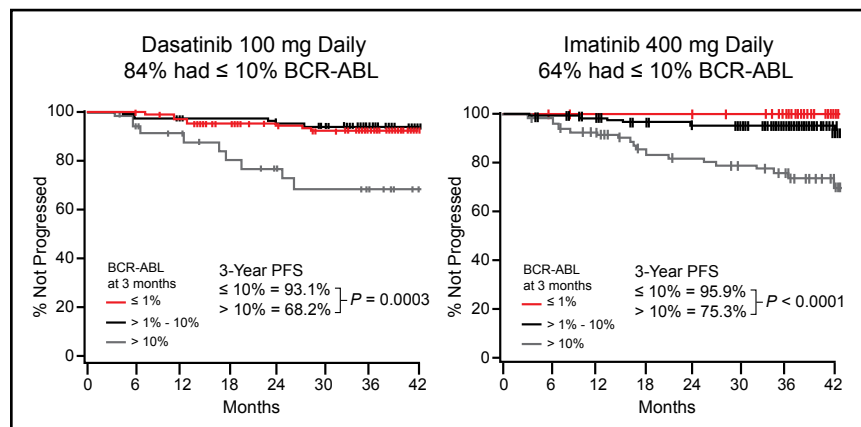 Dasatinib 100 mg Daily
84% had ≤ 10% BCR-ABL
% Not Progressed
100
80
60
40
20
0
BCR-ABL
at 3 months
≤ 1%
> 1% - 10%
> 10%
3-Year PFS
≤ 10% = 93.1%
> 10% = 68.2%
P = 0.0003
0 6 12 18 24 30 36 42
Months
Imatinib 400 mg Daily
64% had ≤ 10% BCR-ABL
% Not Progressed
100
80
60
40
20
0
BCR-ABL
at 3 months
≤ 1%
> 1% - 10%
> 10%
3-Year PFS
≤ 10% = 95.9%
> 10% = 75.3%
P < 0.0001
0 6 12 18 24 30 36 42
Months